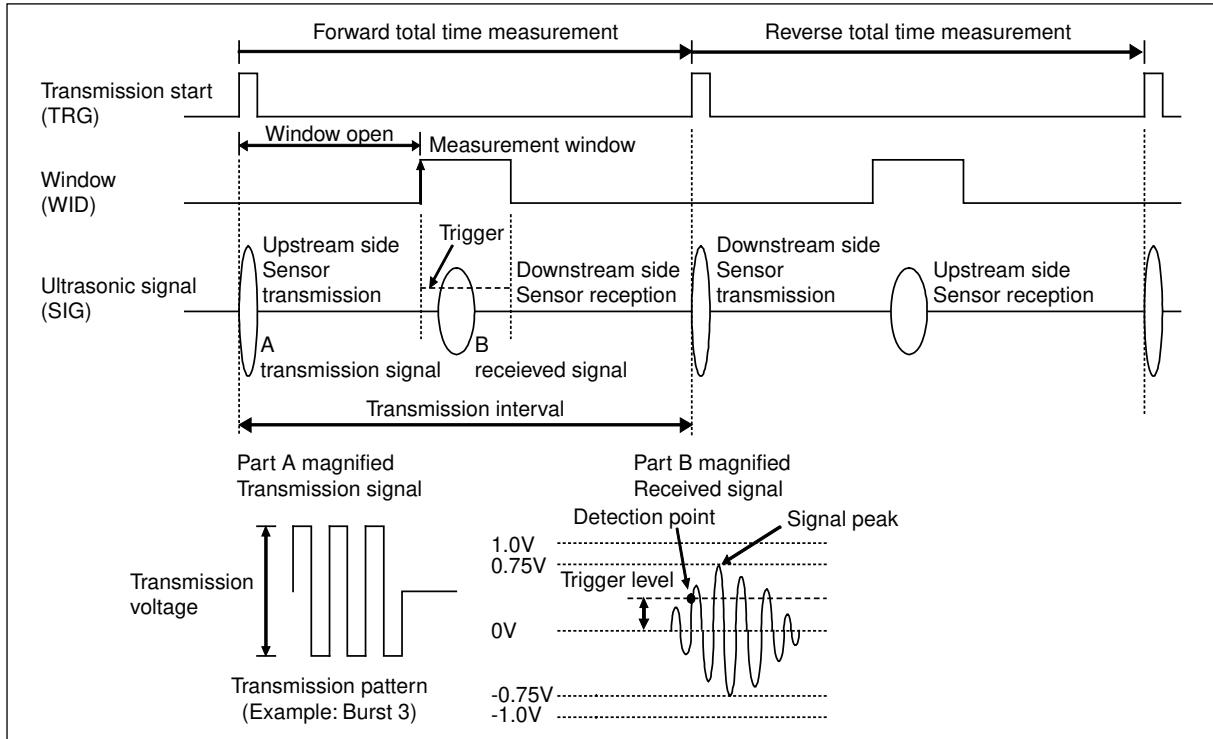 Forward total time measurement
Reverse total time measurement
Transmission start
(TRG)
Window open
Measurement window
Window
(WID)
Trigger
Upstream side
Sensor
transmission
Downstream side
Sensor reception
Downstream side
Sensor
transmission
Upstream side
Sensor reception
Ultrasonic signal
(SIG)
A
transmission signal
B
receieved signal
Transmission interval
Part A magnified
Transmission signal
Part B magnified
Received signal
Detection point
Signal peak
1.0V
0.75V
Trigger level
0V
-0.75V
-1.0V
Transmission
voltage
Transmission pattern
(Example: Burst 3)